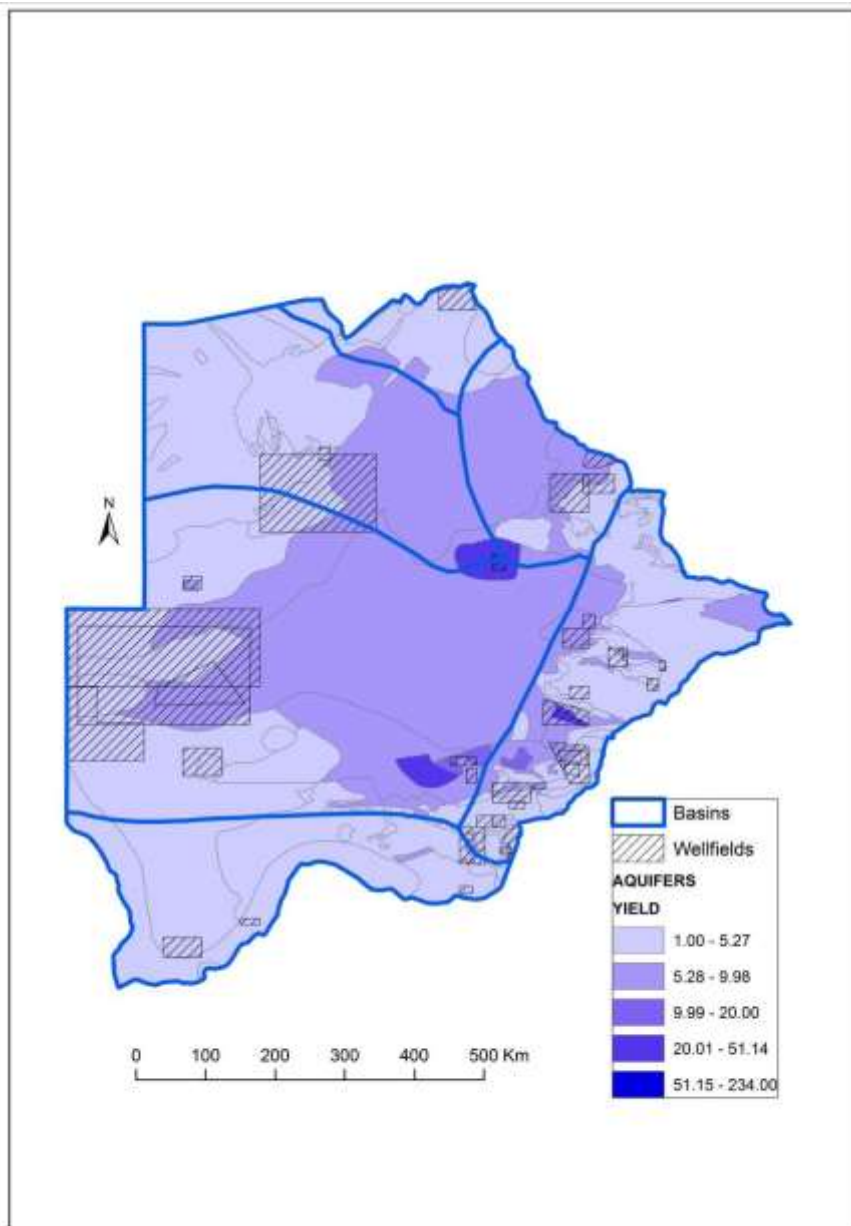 N
Basins
Wellfields
AQUIFERS
YIELD
1.00 - 5.27
5.28 - 9.98
9.99 - 20.00
20.01 - 51.14
51.15 - 234.00
0 100 200 300 400 500 Km